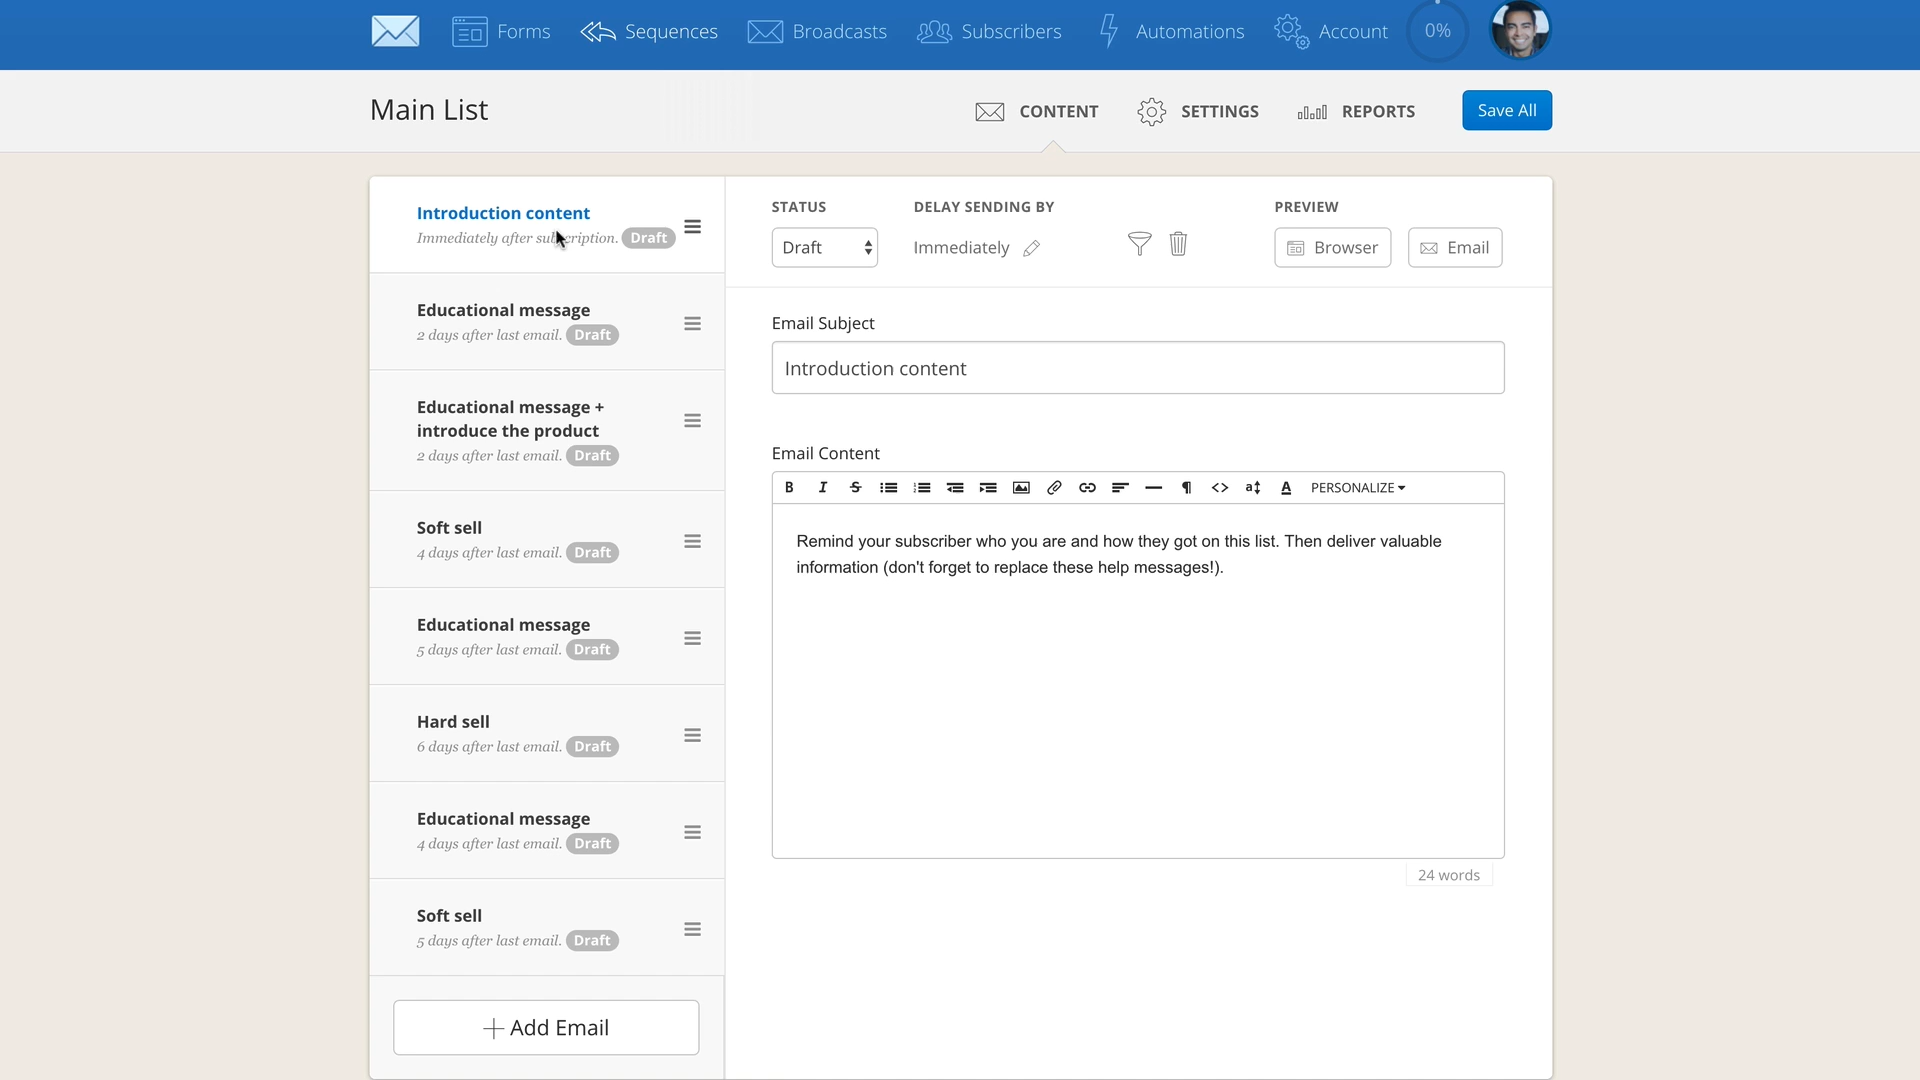 Forms
Sequences
Broadcasts
Subscribers
Automations
Account
0%
Main List
CONTENT
SETTINGS
REPORTS
Save All
Introduction content
Immediately after subscription. Draft
Educational message
2 days after last email. Draft
Educational message +
introduce the product
2 days after last email. Draft
Soft sell
4 days after last email. Draft
Educational message
5 days after last email. Draft
Hard sell
6 days after last email. Draft
Educational message
4 days after last email. Draft
Soft sell
5 days after last email. Draft
Add Email
STATUS
Draft
DELAY SENDING BY
Immediately
PREVIEW
Browser
Email
Email Subject
Introduction content
Email Content
B I S a A PERSONALIZE
Remind your subscriber who you are and how they got on this list. Then deliver valuable
information (don't forget to replace these help messages!).
24 words